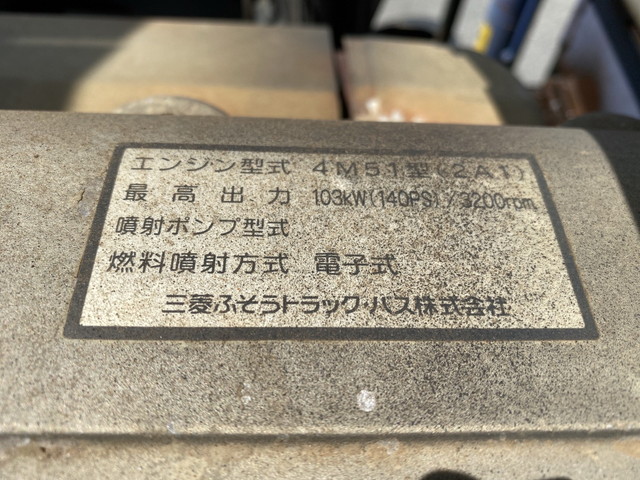 エンジン型式 4M51型(2AT)
最高出力 103kW(140PS)/3200rpm
噴射ポンプ型式
燃料噴射方式 電子式
三菱ふそうトラック・バス株式会社